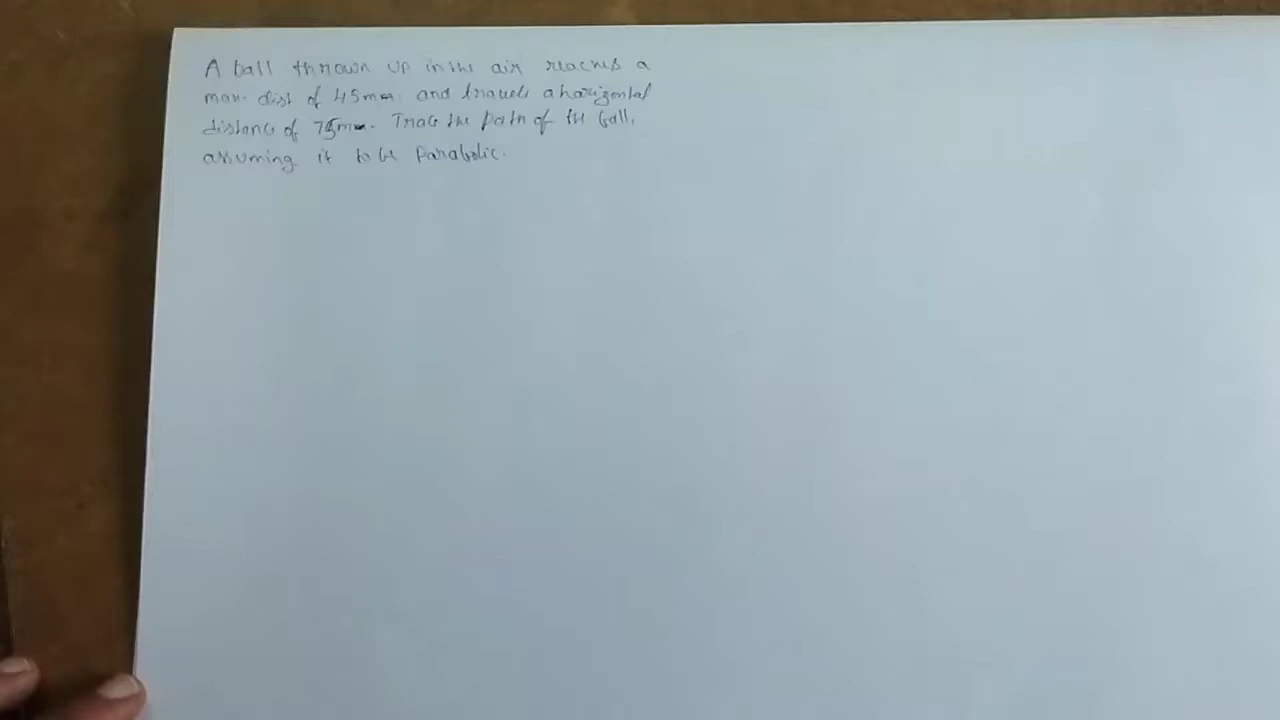 A ball thrown up in the air reaches a
max. dist of 45mm. and travels a horizontal
distance of 75mm. Trace the path of the ball,
assuming it to be parabolic.